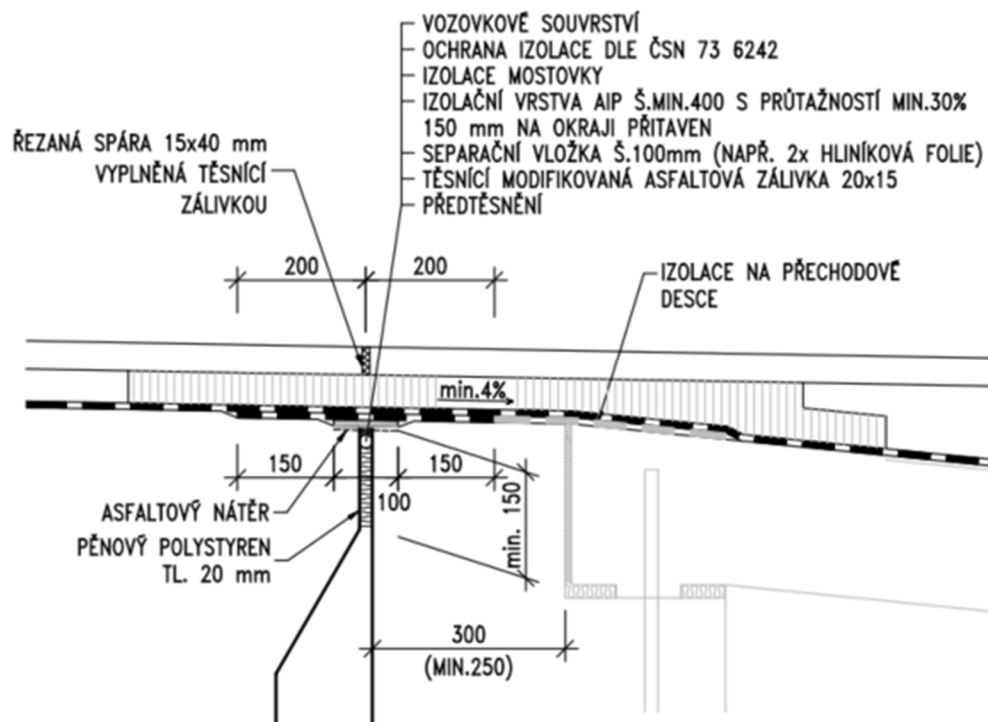 VOZOVKOVÉ SOUVRSTVÍ
OCHRANA IZOLACE DLE ČSN 73 6242
IZOLACE MOSTOVKY
IZOLAČNÍ VRSTVA AIP Š.MIN.400 S PRŮTAŽNOSTÍ MIN.30%
150 mm NA OKRAJI PŘITAVEN
SEPARAČNÍ VLOŽKA Š.100mm (NAPŘ. 2x HLINÍKOVÁ FOLIE)
TĚSNÍCÍ MODIFIKOVANÁ ASFALTOVÁ ZÁLIVKA 20x15
PŘEDTĚSNĚNÍ
ŘEZANÁ SPÁRA 15x40 mm
VYPLNĚNÁ TĚSNÍCÍ
ZÁLIVKOU
200
200
IZOLACE NA PŘECHODOVÉ
DESCE
min.4%
150
100
150
min. 150
ASFALTOVÝ NÁTĚR
PĚNOVÝ POLYSTYREN
TL. 20 mm
300
(MIN.250)